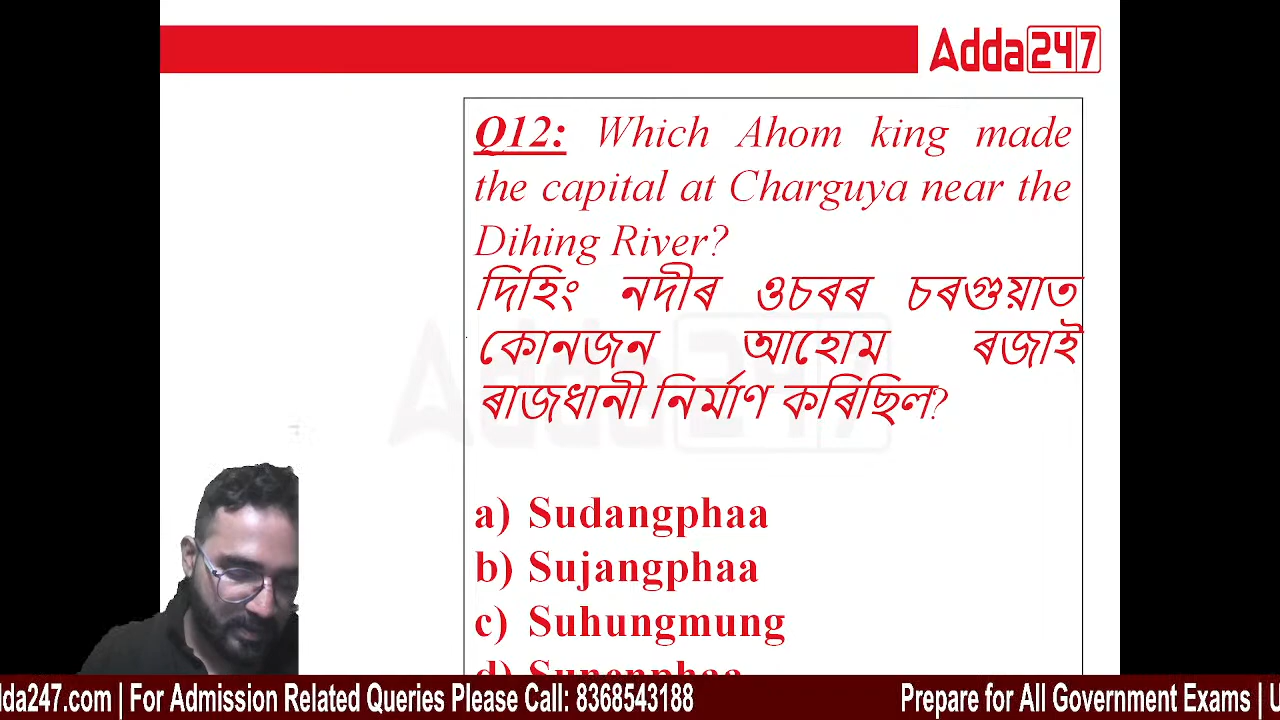 Adda247
Q12: Which Ahom king made
the capital at Charguya near the
Dihing River?
দিহিং নদীৰ ওচৰৰ চৰগুয়াত
কোনজন আহোম ৰজাই
ৰাজধানী নিৰ্মাণ কৰিছিল?
a) Sudangphaa
b) Sujangphaa
c) Suhungmung
d) Sunenphaa
dda247.com | For Admission Related Queries Please Call: 8368543188 Prepare for All Government Exams | U